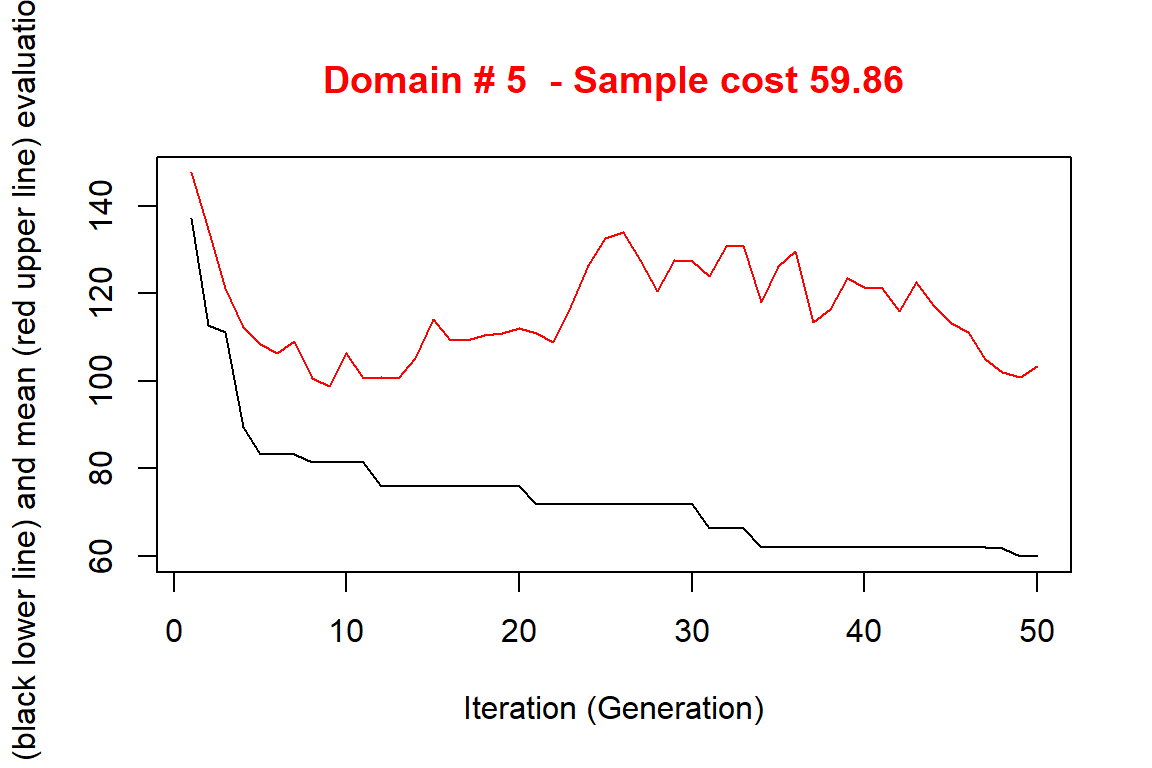 Domain # 5  - Sample cost 59.86
(black lower line) and mean (red upper line) evaluatio
140
120
100
80
60
0 10 20 30 40 50
Iteration (Generation)